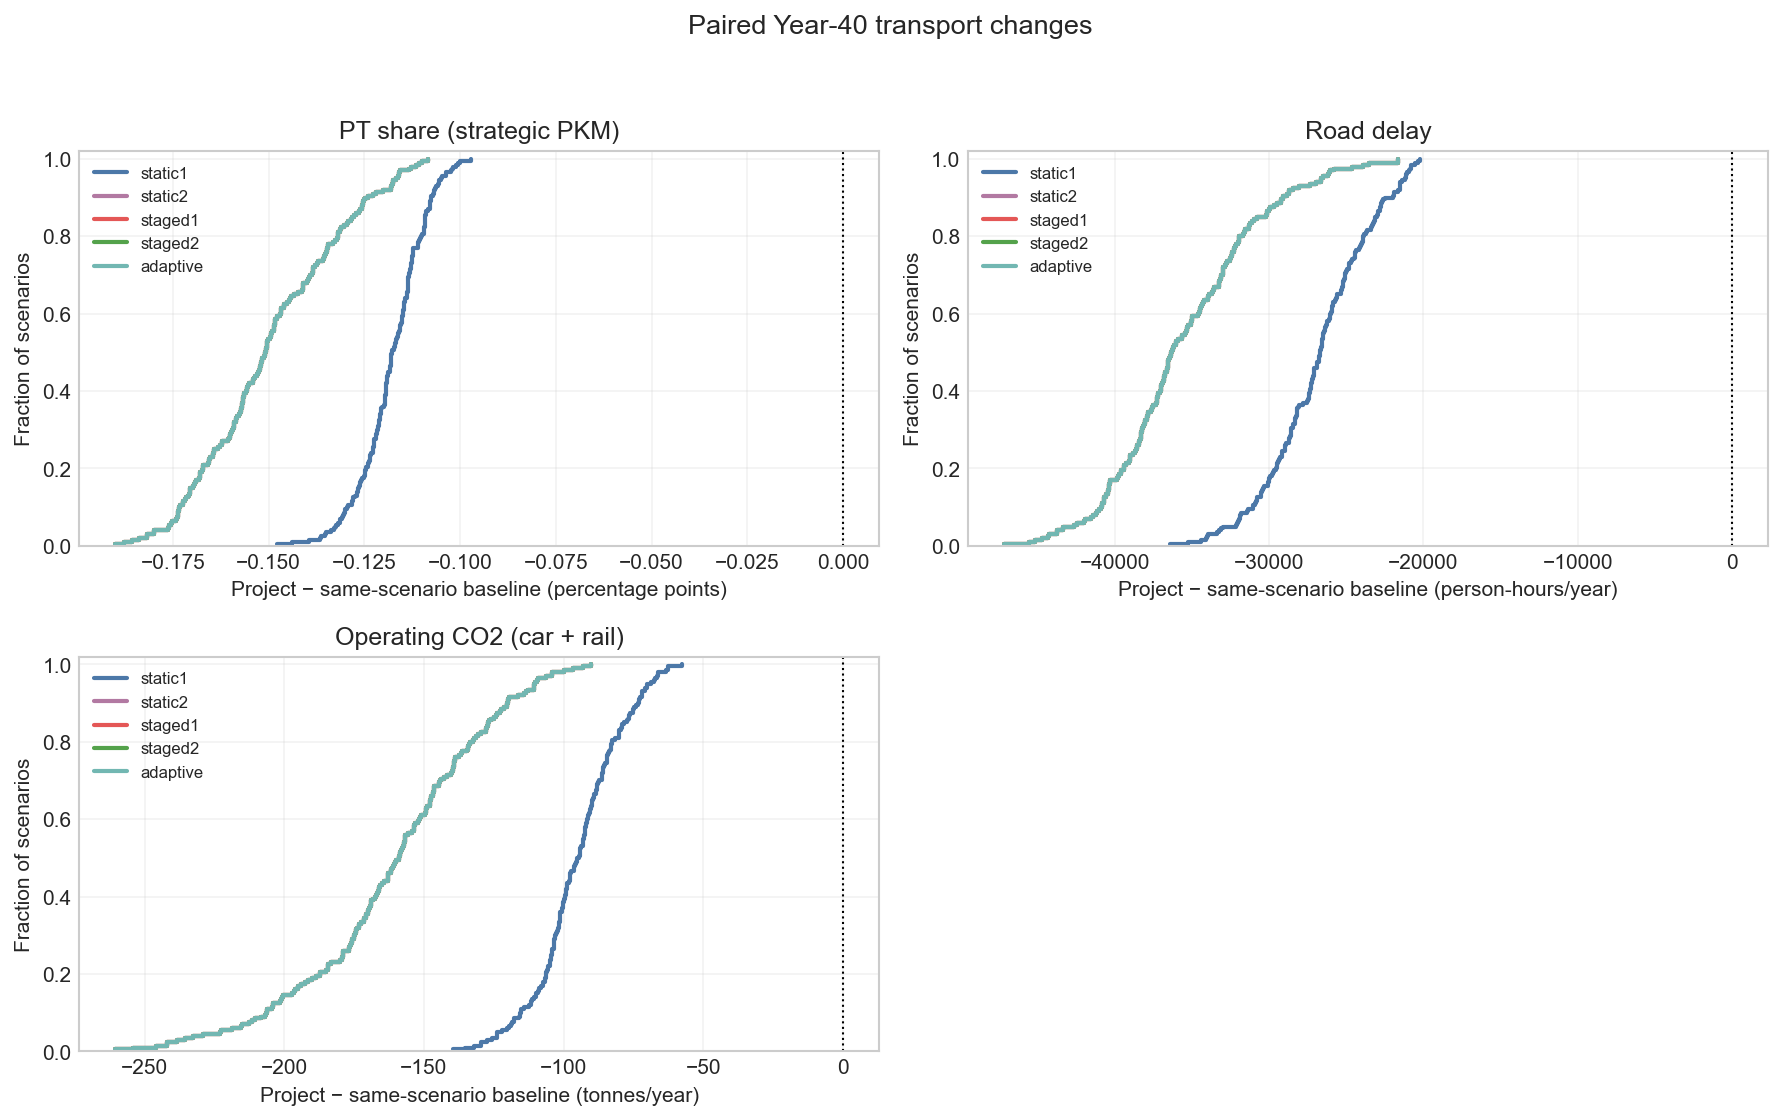 Paired Year-40 transport changes
PT share (strategic PKM)
1.0
0.8
0.6
0.4
0.2
0.0
Fraction of scenarios
static1
static2
staged1
staged2
adaptive
−0.175
−0.150
−0.125
−0.100
−0.075
−0.050
−0.025
0.000
Project − same-scenario baseline (percentage points)
Road delay
1.0
0.8
0.6
0.4
0.2
0.0
Fraction of scenarios
static1
static2
staged1
staged2
adaptive
−40000
−30000
−20000
−10000
0
Project − same-scenario baseline (person-hours/year)
Operating CO2 (car + rail)
1.0
0.8
0.6
0.4
0.2
0.0
Fraction of scenarios
static1
static2
staged1
staged2
adaptive
−250
−200
−150
−100
−50
0
Project − same-scenario baseline (tonnes/year)